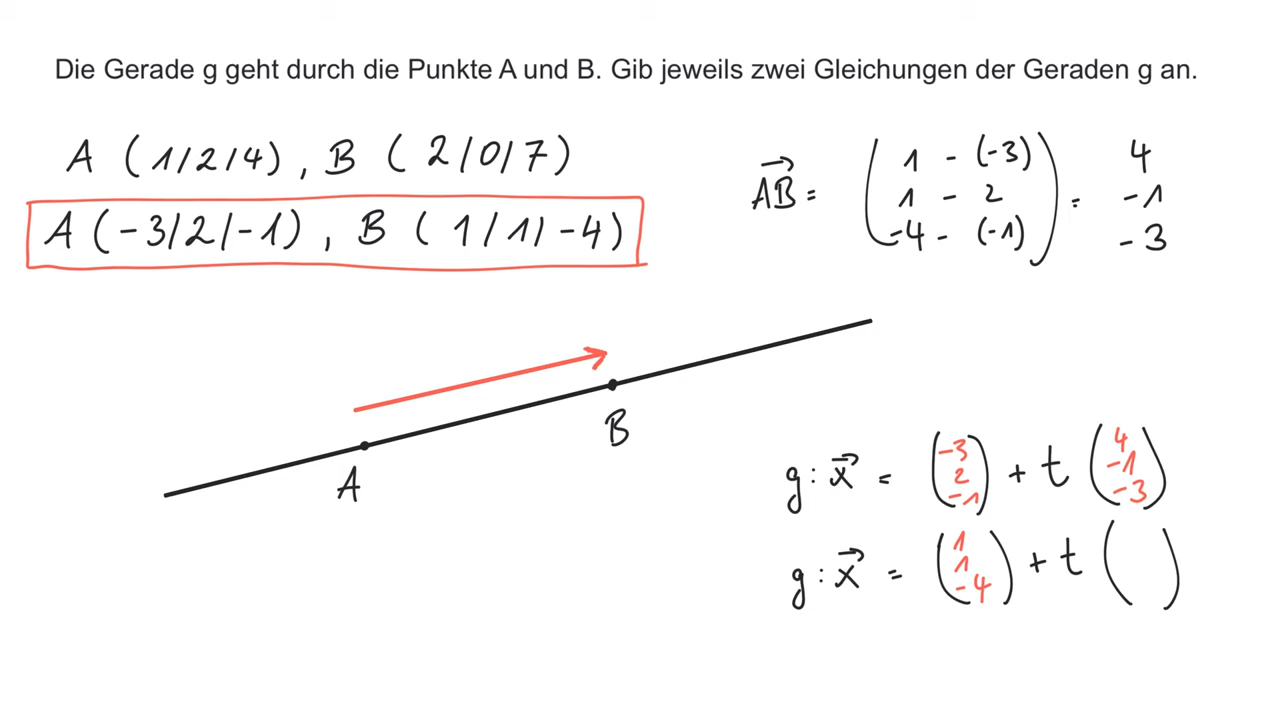 Die Gerade g geht durch die Punkte A und B. Gib jeweils zwei Gleichungen der Geraden g an.
A (1/2/4), B (2/0/7)
A (-3/2/-1), B (1/1/-4)
AB = ( 1 - (-3) ) = 4
1 - 2 -1
-4 - (-1) -3
A
B
g: x = ( -3 2 -1 ) + t ( 4 -1 -3 )
g: x = ( 1 1 -4 ) + t ( )